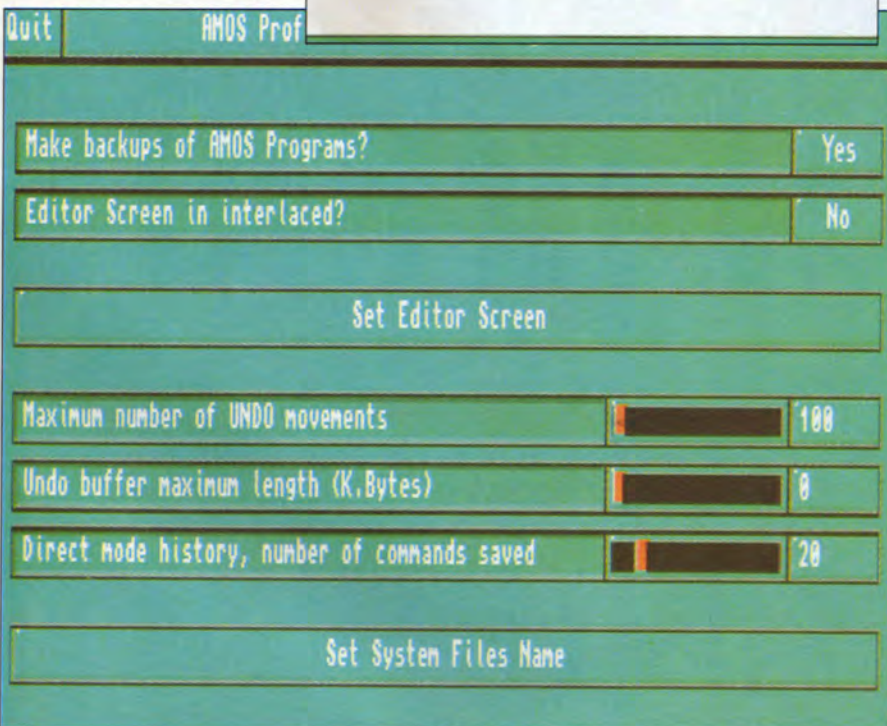 Quit AMOS Prof
Make backups of AMOS Programs? Yes
Editor Screen in interlaced? No
Set Editor Screen
Maximum number of UNDO movements 100
Undo buffer maximum length (K.Bytes) 0
Direct mode history, number of commands saved 20
Set System Files Name